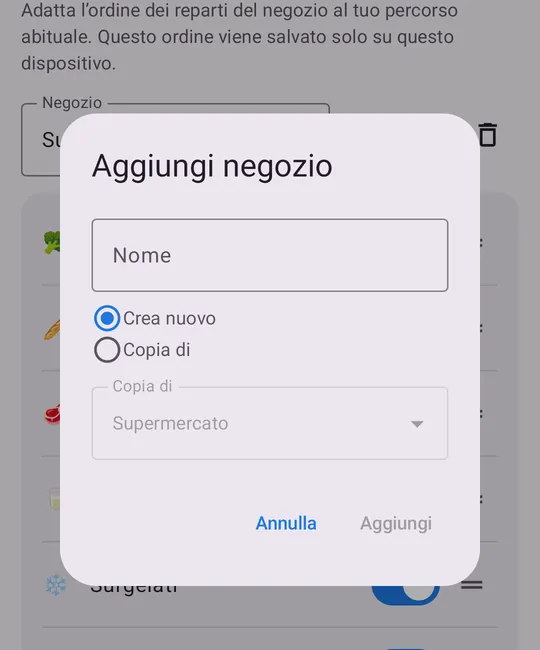 Adatta l’ordine dei reparti del negozio al tuo percorso
abituale. Questo ordine viene salvato solo su questo
dispositivo.
Negozio
Aggiungi negozio
Nome
Crea nuovo
Copia di
Copia di
Supermercato
Annulla
Aggiungi
Surgelati